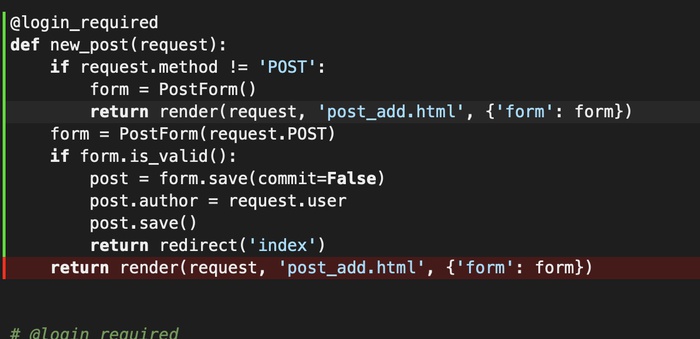 @login_required
def new_post(request):
    if request.method != 'POST':
        form = PostForm()
        return render(request, 'post_add.html', {'form': form})
    form = PostForm(request.POST)
    if form.is_valid():
        post = form.save(commit=False)
        post.author = request.user
        post.save()
        return redirect('index')
    return render(request, 'post_add.html', {'form': form})
# @login_required